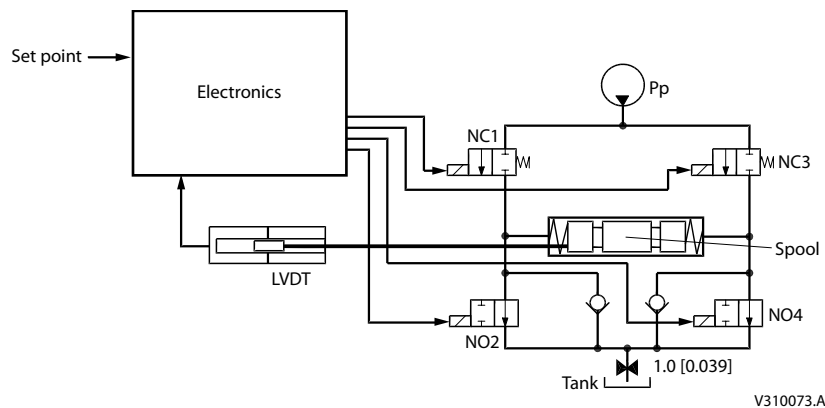 Set point
Electronics
Pp
NC1
NC3
Spool
LVDT
NO2
NO4
1.0 [0.039]
Tank
V310073.A